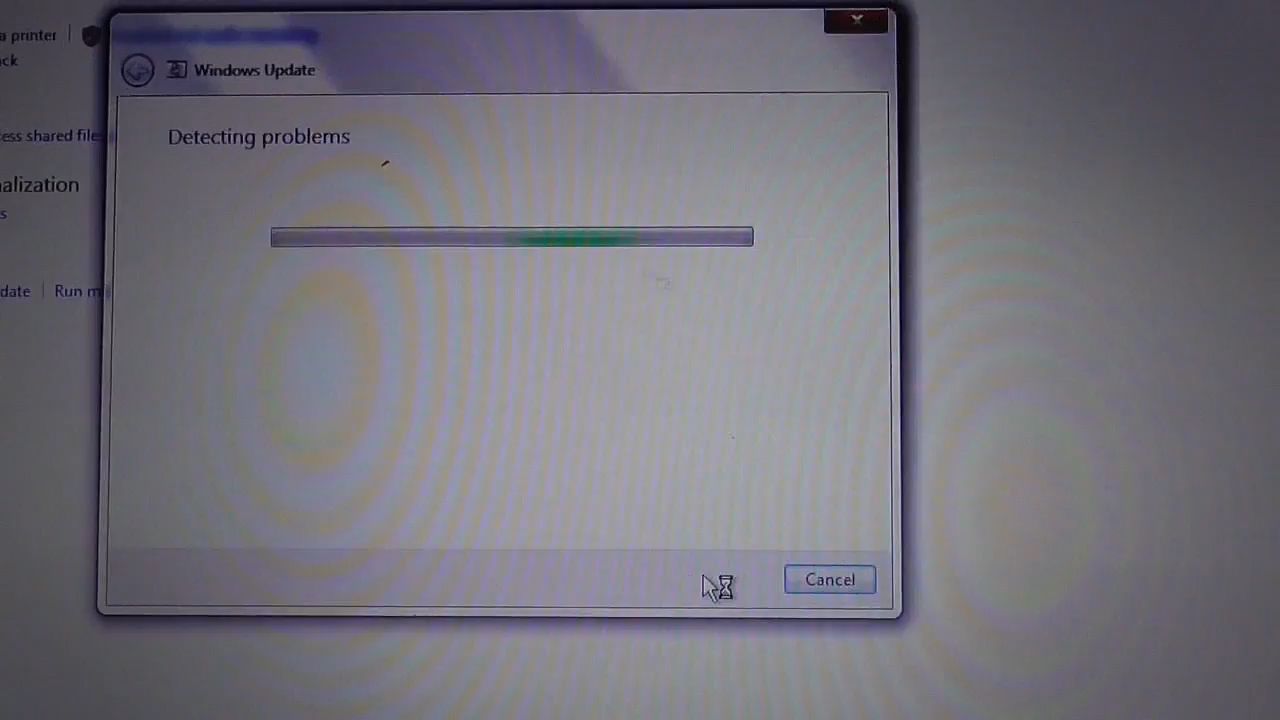 a printer
ck
Windows Update
ess shared file
Detecting problems
alization
s
date | Run m
Cancel